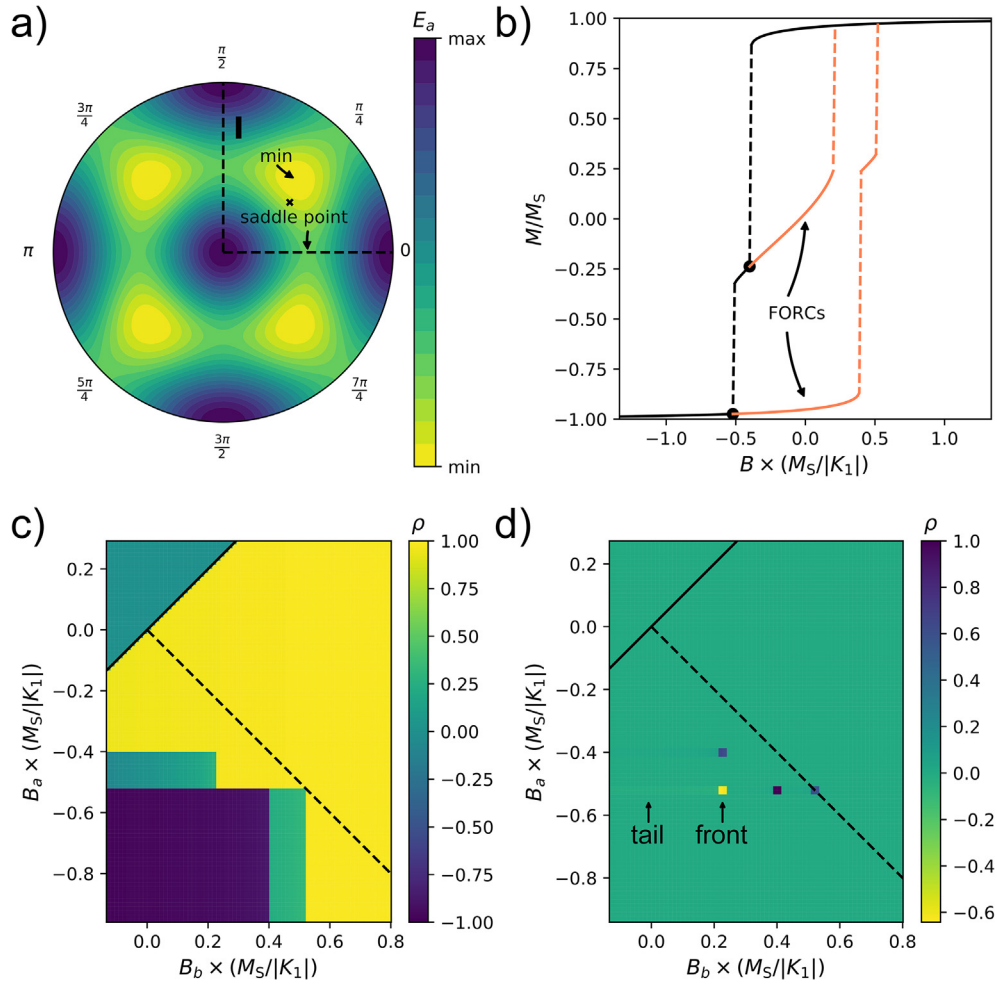 a)
E_a
max
min
π/2
3π/4
π/4
I
min
saddle point
π
0
5π/4
7π/4
3π/2
b)
M/M_S
1.00
0.75
0.50
0.25
0.00
−0.25
−0.50
−0.75
−1.00
FORCs
−1.0
−0.5
0.0
0.5
1.0
B × (M_S/|K_1|)
c)
ρ
B_a × (M_S/|K_1|)
0.2
0.0
−0.2
−0.4
−0.6
−0.8
0.0
0.2
0.4
0.6
0.8
B_b × (M_S/|K_1|)
1.00
0.75
0.50
0.25
0.00
−0.25
−0.50
−0.75
−1.00
d)
ρ
B_a × (M_S/|K_1|)
0.2
0.0
−0.2
−0.4
−0.6
−0.8
tail
front
0.0
0.2
0.4
0.6
0.8
B_b × (M_S/|K_1|)
1.0
0.8
0.6
0.4
0.2
0.0
−0.2
−0.4
−0.6